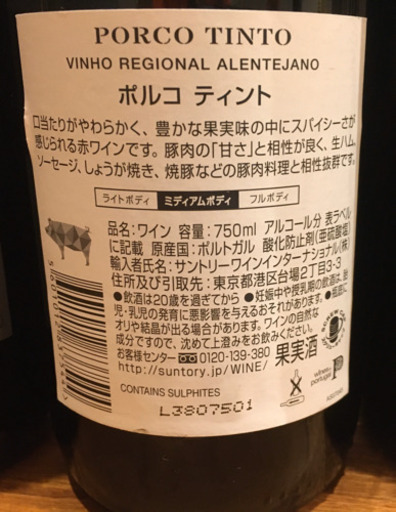 PORCO TINTO
VINHO REGIONAL ALENTEJANO
ポルコ ティント
口当たりがやわらかく、豊かな果実味の中にスパイシーさが
感じられる赤ワインです。豚肉の「甘さ」と相性が良く、生ハム、
ソーセージ、しょうが焼き、焼豚などの豚肉料理と相性抜群です。
ライトボディ ミディアムボディ フルボディ
品名:ワイン 容量:750ml アルコール分 表ラベル
に記載 原産国:ポルトガル 酸化防止剤(亜硫酸塩)
輸入者氏名:サントリーワインインターナショナル(株)
住所及び引取先:東京都港区台場2丁目3-3
●飲酒は20歳を過ぎてから ●妊娠中や授乳期の飲酒は、胎
児・乳児の発育に悪影響を与えるおそれがあります。
オリや結晶が出る場合があります。ワインの自然な
成分ですので、沈めて上澄みをお飲みください。
お客様センター 0120-139-380
http://suntory.jp/WINE/
果実酒
CONTAINS SULPHITES
wines of
portugal
L3807501